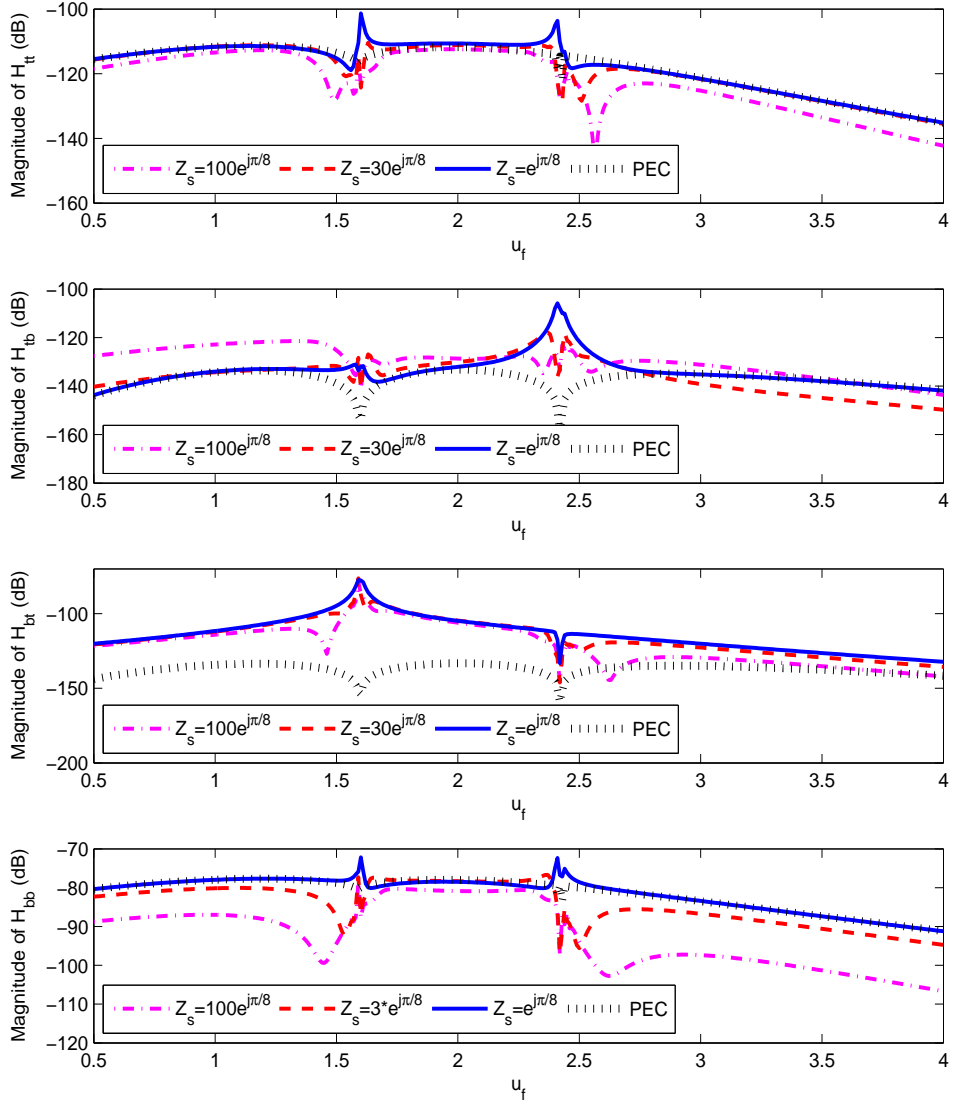 −100
−120
−140
−160
Magnitude of H_tt (dB)
Z_s=100e^jπ/8 Z_s=30e^jπ/8 Z_s=e^jπ/8 PEC
0.5 1 1.5 2 2.5 3 3.5 4
u_f
−100
−120
−140
−160
−180
Magnitude of H_tb (dB)
Z_s=100e^jπ/8 Z_s=30e^jπ/8 Z_s=e^jπ/8 PEC
0.5 1 1.5 2 2.5 3 3.5 4
u_f
−100
−150
−200
Magnitude of H_bt (dB)
Z_s=100e^jπ/8 Z_s=30e^jπ/8 Z_s=e^jπ/8 PEC
0.5 1 1.5 2 2.5 3 3.5 4
u_f
−70
−80
−90
−100
−110
−120
Magnitude of H_bb (dB)
Z_s=100e^jπ/8 Z_s=3*e^jπ/8 Z_s=e^jπ/8 PEC
0.5 1 1.5 2 2.5 3 3.5 4
u_f